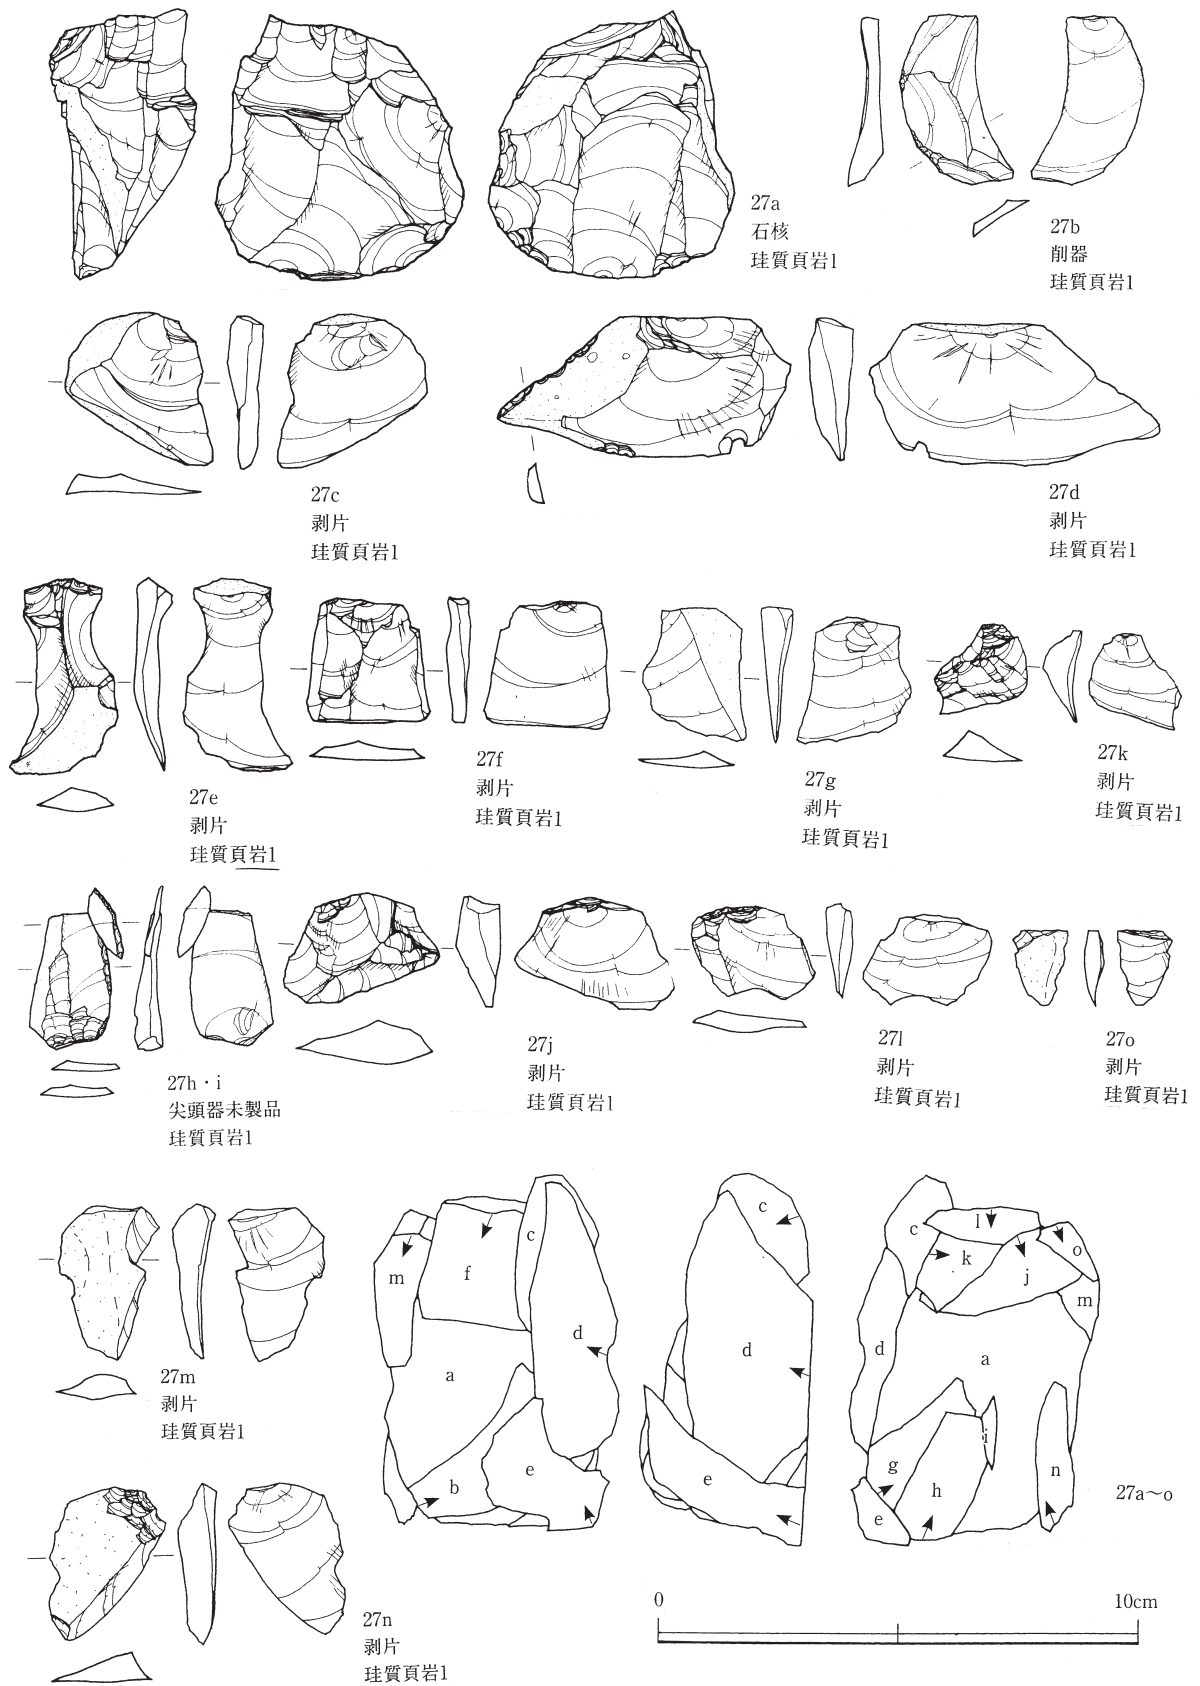 27a
石核
珪質頁岩1
27b
削器
珪質頁岩1
27c
剥片
珪質頁岩1
27d
剥片
珪質頁岩1
27e
剥片
珪質頁岩1
27f
剥片
珪質頁岩1
27g
剥片
珪質頁岩1
27k
剥片
珪質頁岩1
27h・i
尖頭器未製品
珪質頁岩1
27j
剥片
珪質頁岩1
27l
剥片
珪質頁岩1
27o
剥片
珪質頁岩1
27m
剥片
珪質頁岩1
27n
剥片
珪質頁岩1
m
f
c
d
a
b
e
c
d
e
c
l
k
j
o
m
d
a
g
h
i
n
e
27a～o
0
10cm